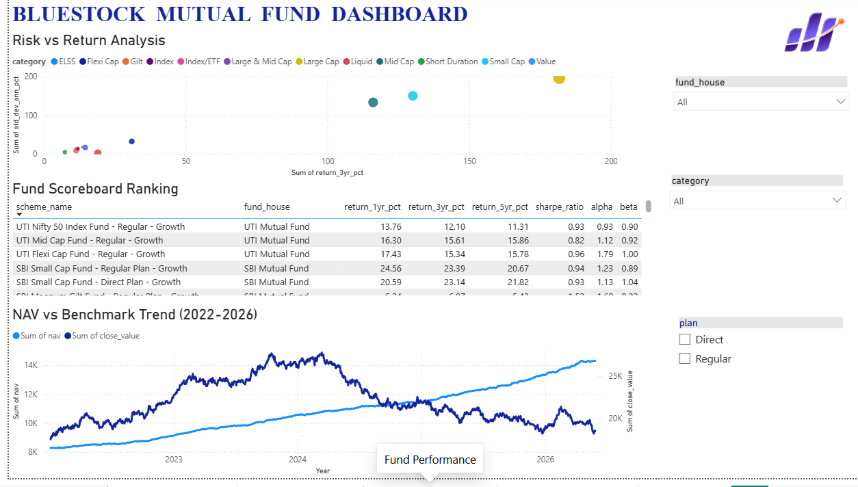 BLUESTOCK MUTUAL FUND DASHBOARD
Risk vs Return Analysis
category ELSS Flexi Cap Gilt Index Index/ETF Large & Mid Cap Large Cap Liquid Mid Cap Short Duration Small Cap Value
Sum of std_dev_ann_pct
200
100
0
0 50 100 150 200
Sum of return_3yr_pct
fund_house
All
category
All
Fund Scoreboard Ranking
scheme_name fund_house return_1yr_pct return_3yr_pct return_5yr_pct sharpe_ratio alpha beta
UTI Nifty 50 Index Fund - Regular - Growth UTI Mutual Fund 13.76 12.10 11.31 0.93 0.93 0.90
UTI Mid Cap Fund - Regular - Growth UTI Mutual Fund 16.30 15.61 15.86 0.82 1.12 0.92
UTI Flexi Cap Fund - Regular - Growth UTI Mutual Fund 17.43 15.34 15.78 0.96 1.79 1.00
SBI Small Cap Fund - Regular Plan - Growth SBI Mutual Fund 24.56 23.39 20.67 0.94 1.23 0.89
SBI Small Cap Fund - Direct Plan - Growth SBI Mutual Fund 20.59 23.14 21.82 0.93 1.13 1.04
SBI Magnum Gilt Fund - Regular Plan - Growth SBI Mutual Fund
NAV vs Benchmark Trend (2022-2026)
Sum of nav Sum of close_value
Sum of nav
14K
12K
10K
8K
25K
20K
Sum of close_value
2023 2024 2026
Year
Fund Performance
plan
Direct
Regular